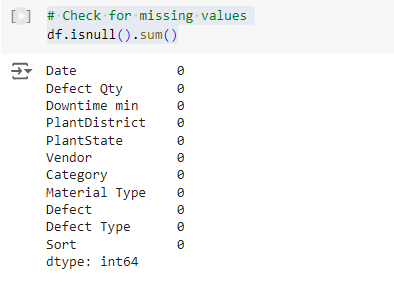 # Check for missing values
df.isnull().sum()
Date 0
Defect Qty 0
Downtime min 0
PlantDistrict 0
PlantState 0
Vendor 0
Category 0
Material Type 0
Defect 0
Defect Type 0
Sort 0
dtype: int64